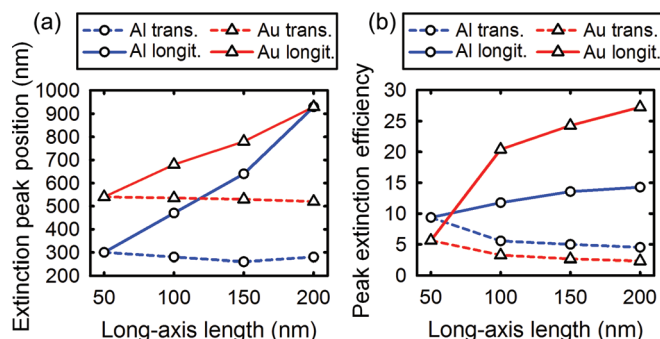 (a)
Al trans.
Au trans.
Al longit.
Au longit.
Extinction peak position (nm)
1000
900
800
700
600
500
400
300
200
50
100
150
200
Long-axis length (nm)
(b)
Al trans.
Au trans.
Al longit.
Au longit.
Peak extinction efficiency
30
25
20
15
10
5
0
50
100
150
200
Long-axis length (nm)